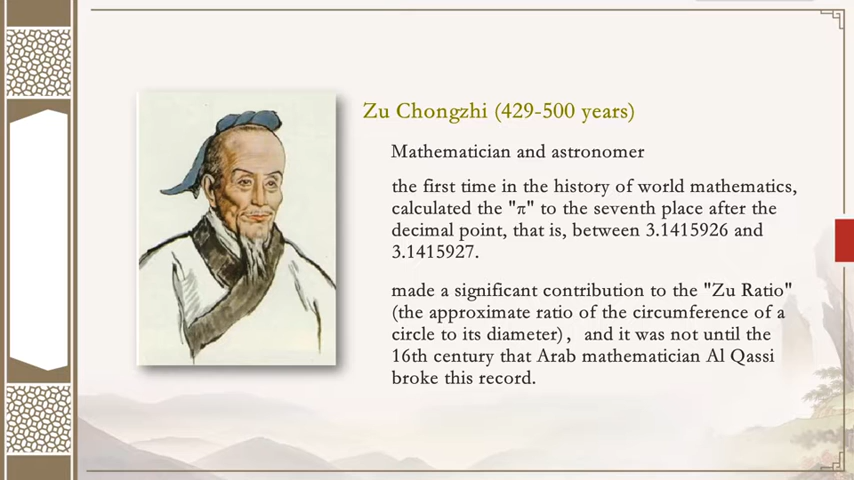 Zu Chongzhi (429-500 years)
Mathematician and astronomer
the first time in the history of world mathematics,
calculated the "π" to the seventh place after the
decimal point, that is, between 3.1415926 and
3.1415927.
made a significant contribution to the "Zu Ratio"
(the approximate ratio of the circumference of a
circle to its diameter)， and it was not until the
16th century that Arab mathematician Al Qassi
broke this record.